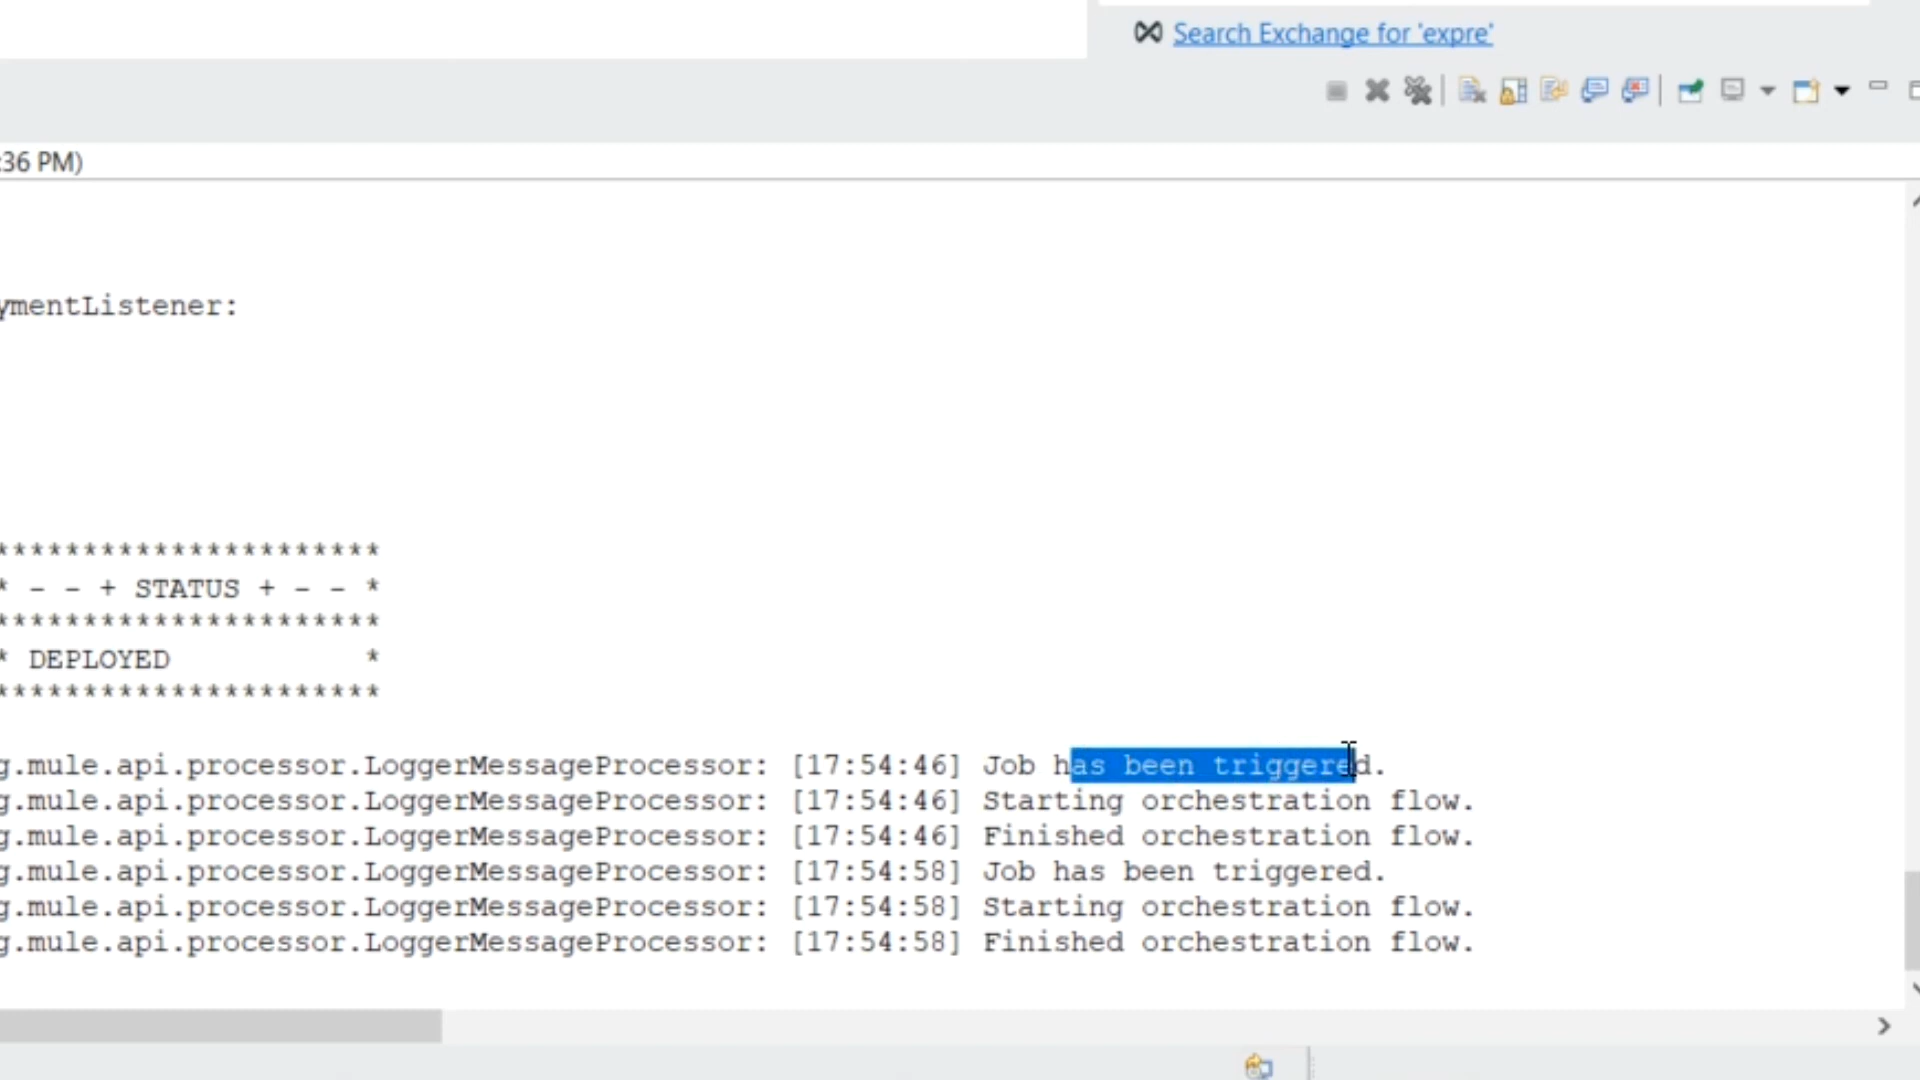 Search Exchange for 'expre'
:36 PM)
ymentListener:
**********************
* - - + STATUS + - - *
**********************
* DEPLOYED *
**********************
g.mule.api.processor.LoggerMessageProcessor: [17:54:46] Job has been triggered.
g.mule.api.processor.LoggerMessageProcessor: [17:54:46] Starting orchestration flow.
g.mule.api.processor.LoggerMessageProcessor: [17:54:46] Finished orchestration flow.
g.mule.api.processor.LoggerMessageProcessor: [17:54:58] Job has been triggered.
g.mule.api.processor.LoggerMessageProcessor: [17:54:58] Starting orchestration flow.
g.mule.api.processor.LoggerMessageProcessor: [17:54:58] Finished orchestration flow.